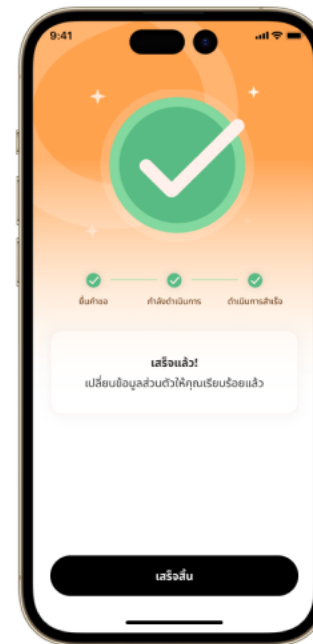 9:41
ยื่นคำขอ กำลังดำเนินการ ดำเนินการสำเร็จ
เสร็จแล้ว!
เปลี่ยนข้อมูลส่วนตัวให้คุณเรียบร้อยแล้ว
เสร็จสิ้น